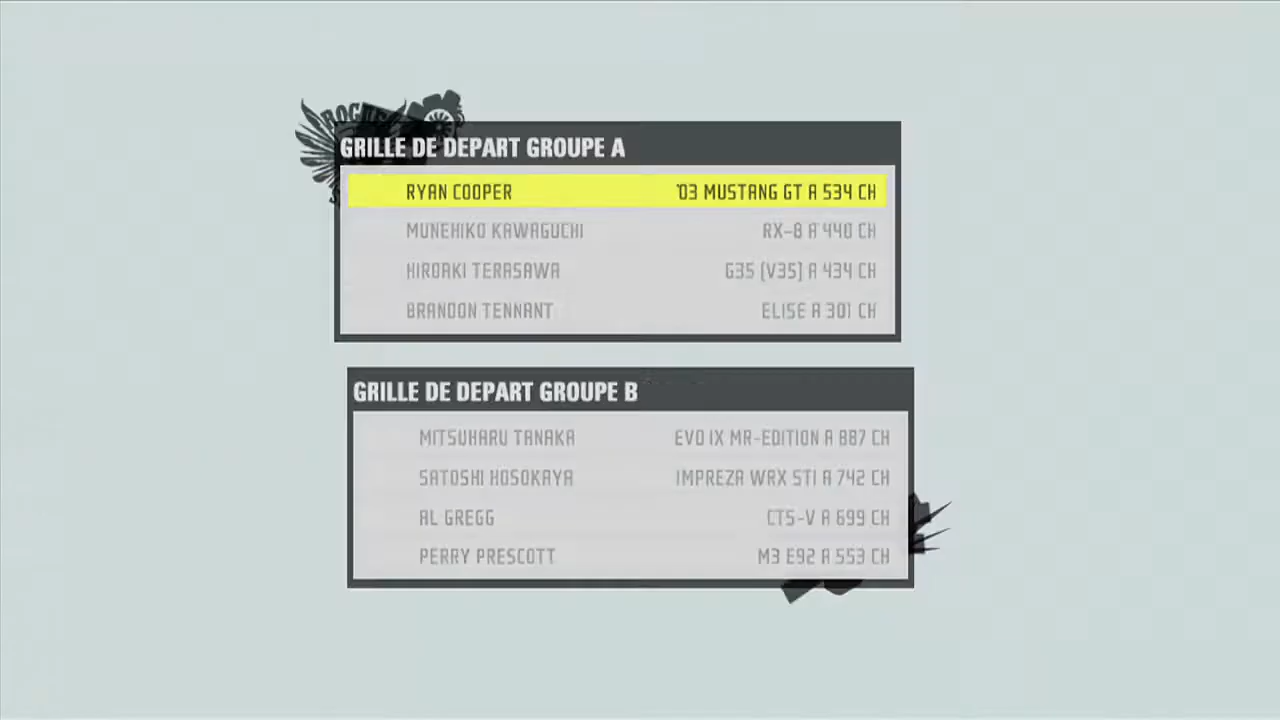 ROGUE
GRILLE DE DEPART GROUPE A
RYAN COOPER '03 MUSTANG GT A 534 CH
MUNEHIKO KAWAGUCHI RX-8 A 440 CH
HIROAKI TERASAWA G35 (V35) A 434 CH
BRANDON TENNANT ELISE A 301 CH
GRILLE DE DEPART GROUPE B
MITSUHARU TANAKA EVO IX MR-EDITION A 887 CH
SATOSHI HOSOKAYA IMPREZA WRX STI A 742 CH
AL GREGG CTS-V A 699 CH
PERRY PRESCOTT M3 E92 A 553 CH